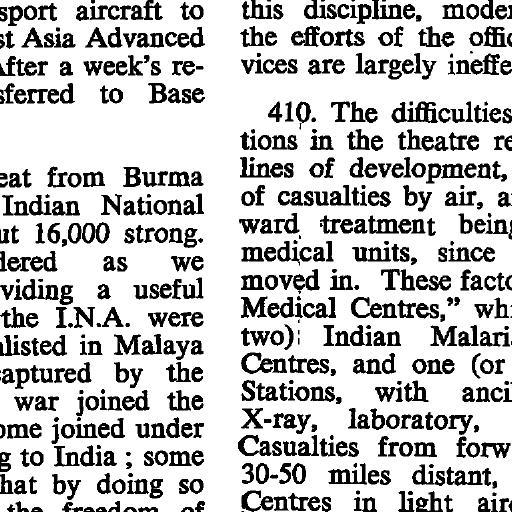 sport aircraft to
st Asia Advanced
After a week's re-
sferred to Base
eat from Burma
Indian National
ut 16,000 strong.
dered as we
viding a useful
the I.N.A. were
listed in Malaya
captured by the
war joined the
ome joined under
g to India ; some
hat by doing so
the freedom of
this discipline, moder
the efforts of the offic
vices are largely ineffe
410. The difficulties
tions in the theatre re
lines of development,
of casualties by air, a
ward treatment being
medical units, since
moved in. These facto
Medical Centres," whi
two) Indian Malari
Centres, and one (or
Stations, with anci
X-ray, laboratory,
Casualties from forw
30-50 miles distant,
Centres in light airc